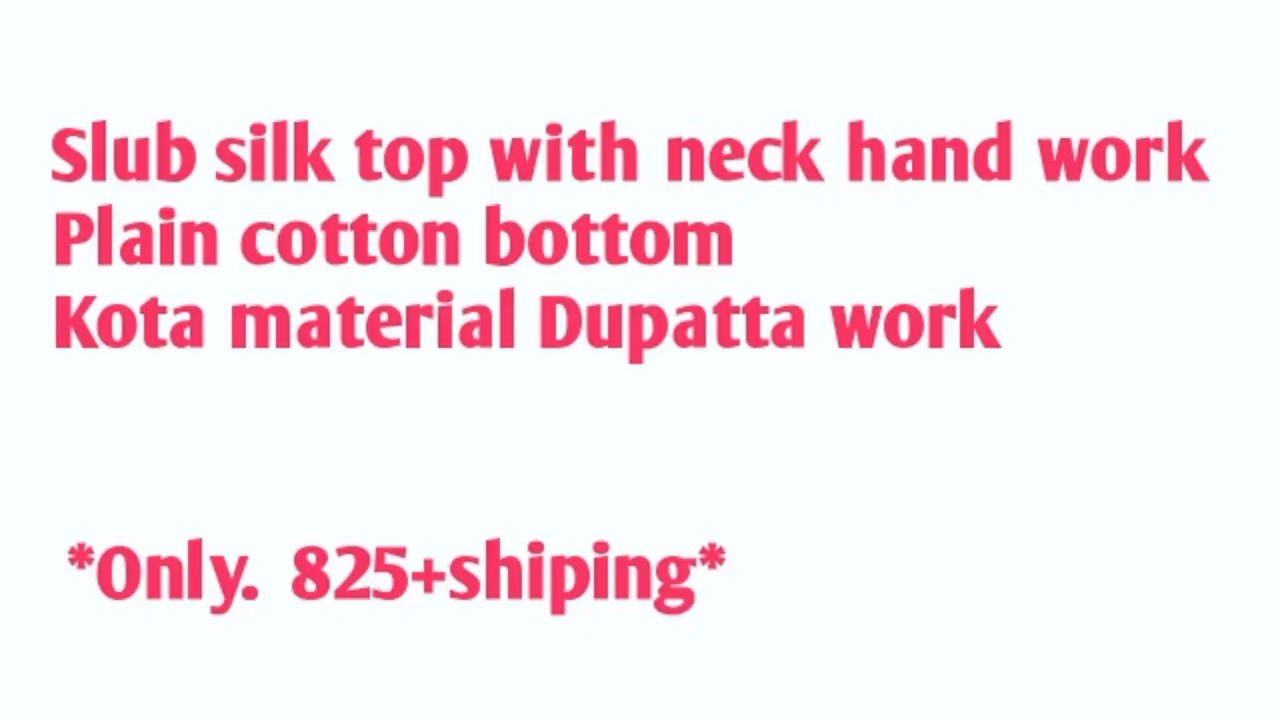 Slub silk top with neck hand work
Plain cotton bottom
Kota material Dupatta work
*Only. 825+shiping*